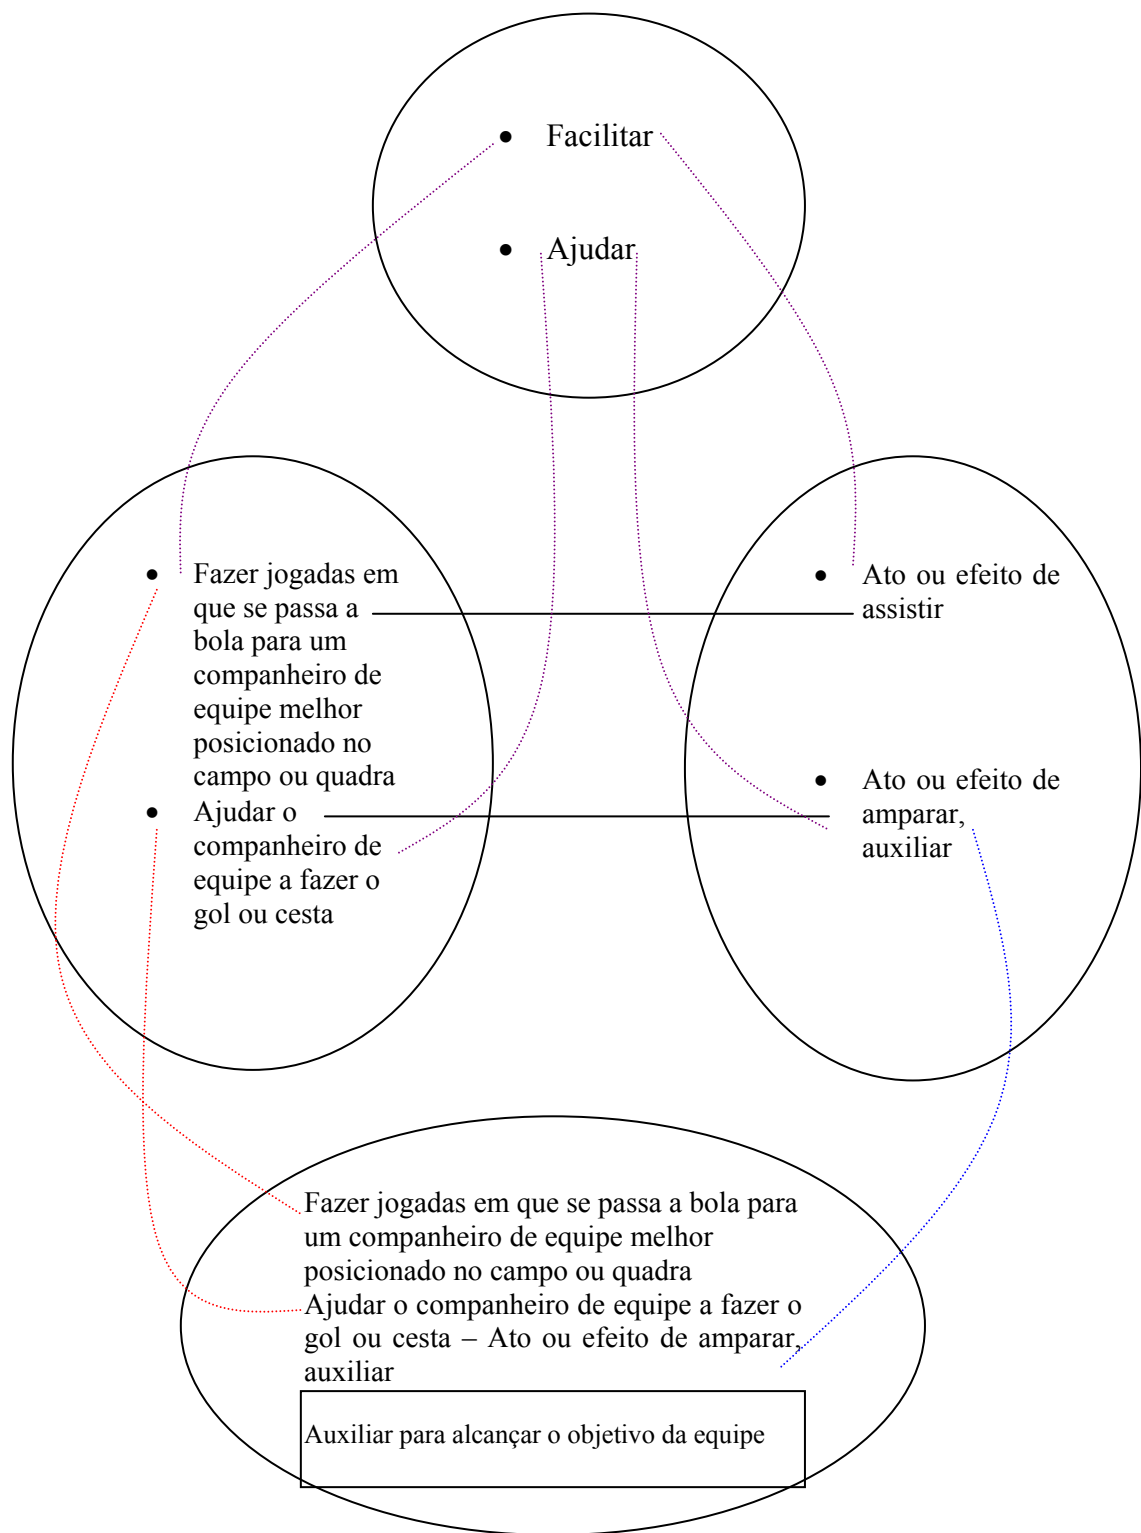 • Facilitar
• Ajudar
• Fazer jogadas em
que se passa a
bola para um
companheiro de
equipe melhor
posicionado no
campo ou quadra
• Ajudar o
companheiro de
equipe a fazer o
gol ou cesta
• Ato ou efeito de
assistir
• Ato ou efeito de
amparar,
auxiliar
Fazer jogadas em que se passa a bola para
um companheiro de equipe melhor
posicionado no campo ou quadra
Ajudar o companheiro de equipe a fazer o
gol ou cesta – Ato ou efeito de amparar,
auxiliar
Auxiliar para alcançar o objetivo da equipe